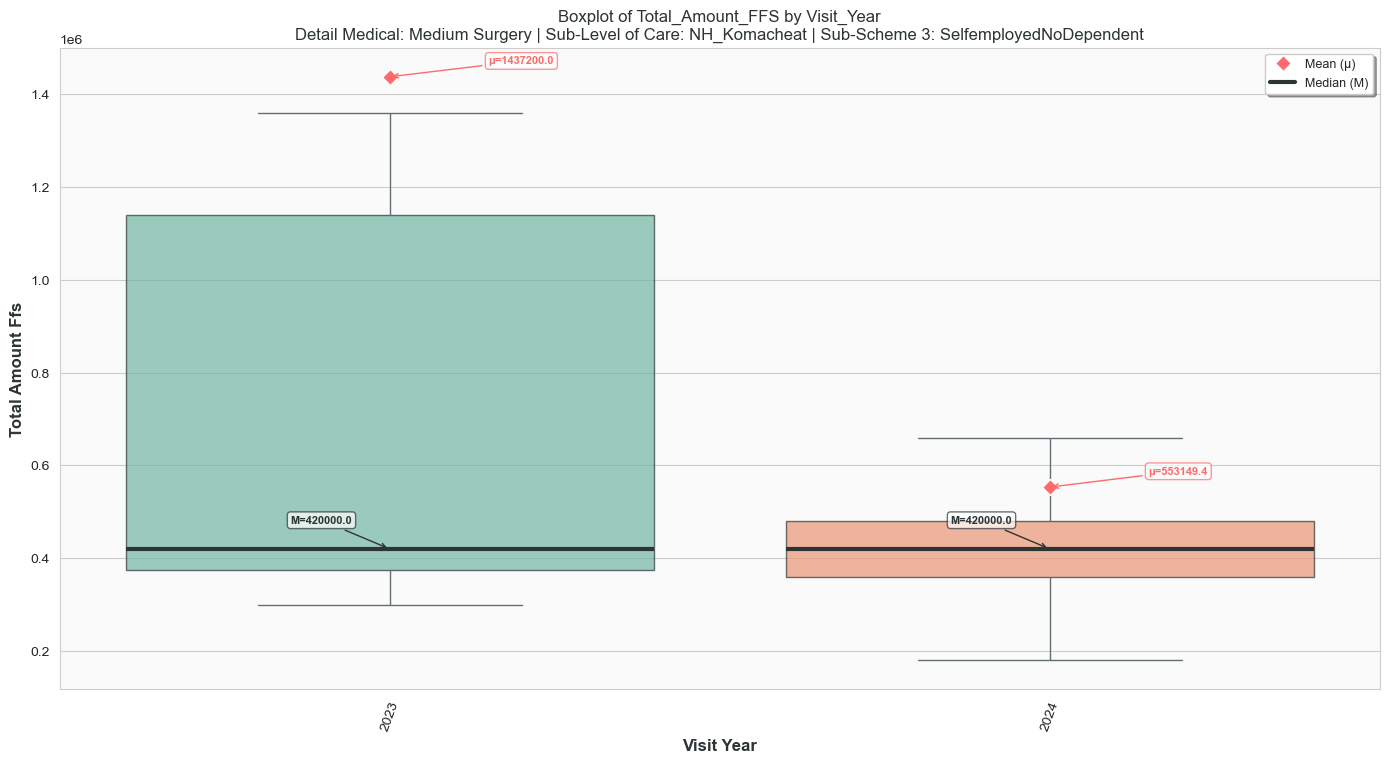 Boxplot of Total_Amount_FFS by Visit_Year
Detail Medical: Medium Surgery | Sub-Level of Care: NH_Komacheat | Sub-Scheme 3: SelfemployedNoDependent
1e6
μ=1437200.0
Mean (μ)
Median (M)
1.4
1.2
1.0
0.8
0.6
0.4
0.2
Total Amount Ffs
M=420000.0
μ=553149.4
M=420000.0
2023
2024
Visit Year